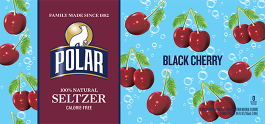 FAMILY MADE SINCE 1882
POLAR
100% NATURAL
SELTZER
CALORIE-FREE
BLACK CHERRY